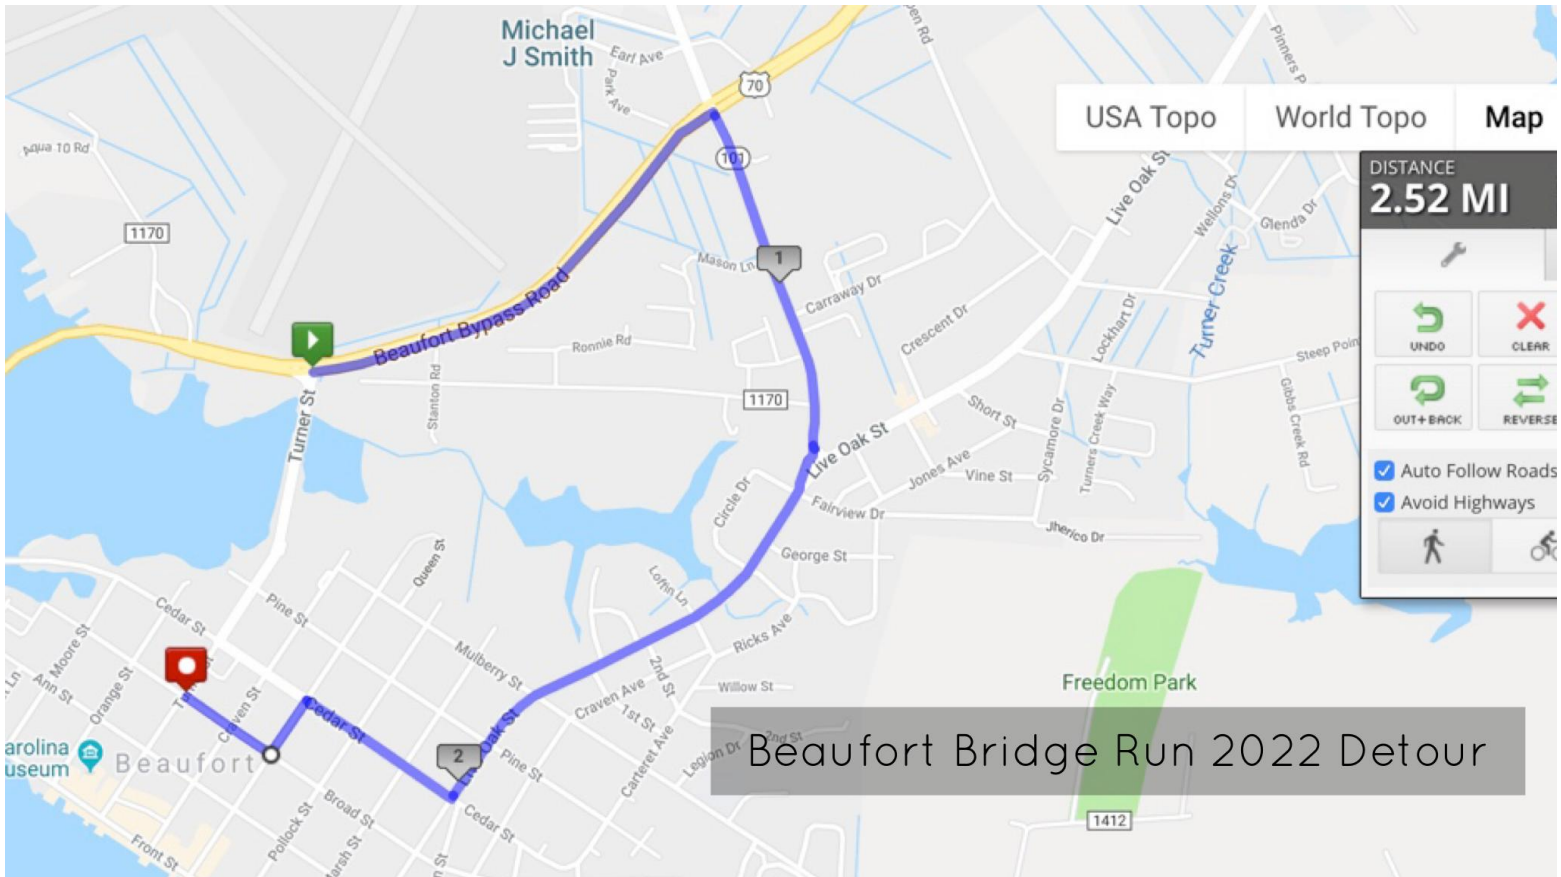 Michael
J Smith
Earl Ave
Park Ave
70
101
Aqua 10 Rd
1170
Live Oak St
Wellons Dr
Glenda Dr
USA Topo
World Topo
Map
DISTANCE
2.52 MI
UNDO
CLEAR
OUT+BACK
REVERSE
Auto Follow Roads
Avoid Highways
Turner Creek
Mason Ln
1
Carraway Dr
Crescent Dr
Lockhart Dr
Beaufort Bypass Road
Ronnie Rd
Stanton Rd
1170
Turner St
Live Oak St
Short St
Jones Ave
Vine St
Sycamore Dr
Turners Creek Way
Gibbs Creek Rd
Steep Poin
Circle Dr
Fairview Dr
Jherico Dr
George St
Queen St
Loftin Ln
Ricks Ave
Cedar St
Pine St
Moore St
Ann St
Orange St
Craven St
Mulberry St
2nd St
Willow St
Craven Ave
1st St
Carteret Ave
Legion Dr
2nd St
Cedar St
2
Oak St
Pine St
Cedar St
Broad St
Pollock St
Front St
arolina
useum
Beaufort
Freedom Park
Beaufort Bridge Run 2022 Detour
1412